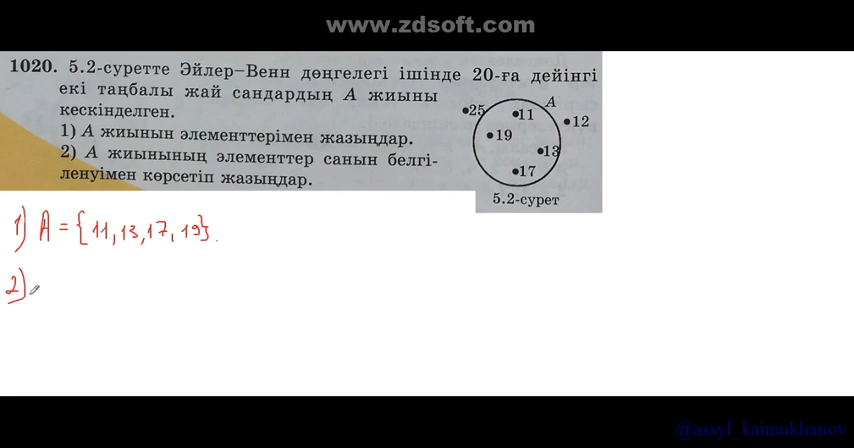 www.zdsoft.com
1020. 5.2-суретте Эйлер–Венн дөңгелегі ішінде 20-ға дейінгі
екі таңбалы жай сандардың A жиыны
кескінделген.
1) A жиынын элементтерімен жазыңдар.
2) A жиынының элементтер санын белгі-
ленуімен көрсетіп жазыңдар.
A
•25
•11
•12
•19
•13
•17
5.2-сурет
1) A = {11, 13, 17, 19}.
2)
@assyl_kaimukhanov